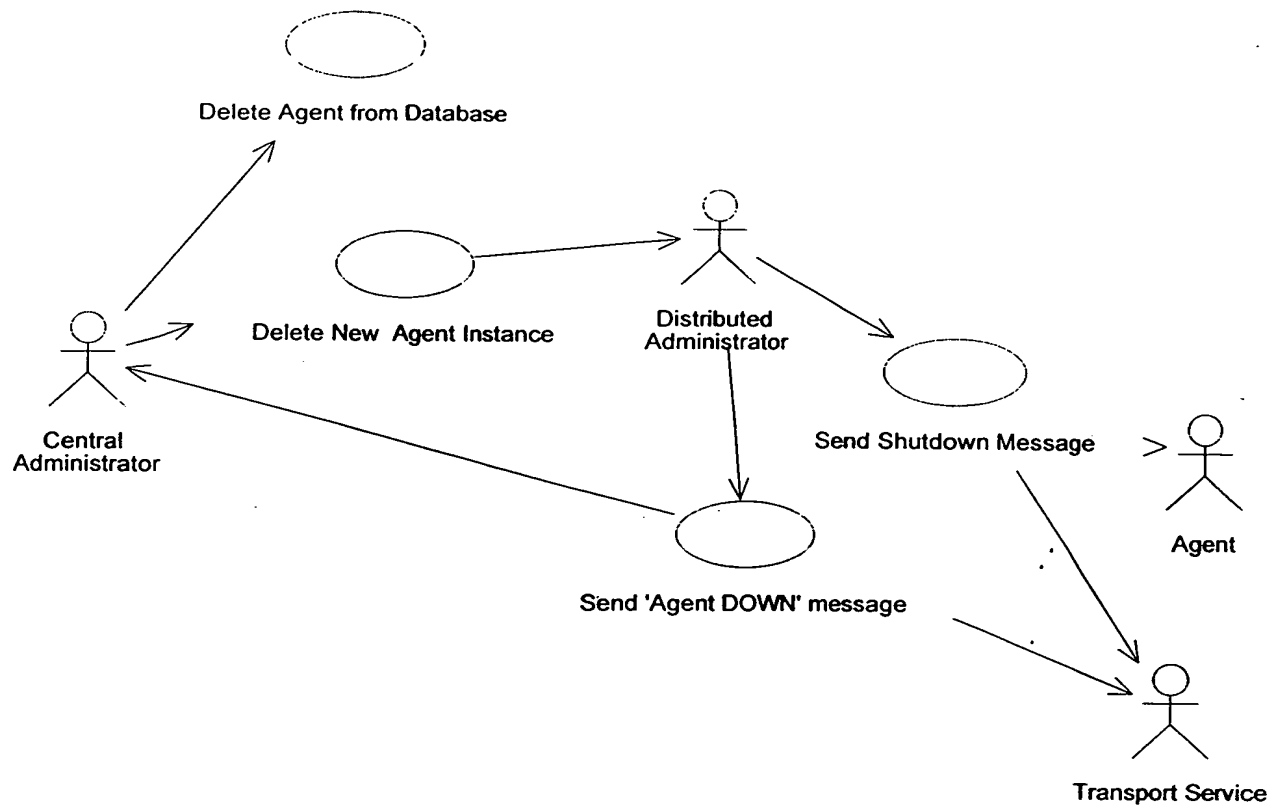 Delete Agent from Database
Delete New Agent Instance
Distributed
Administrator
Central
Administrator
Send Shutdown Message
Agent
Send 'Agent DOWN' message
Transport Service